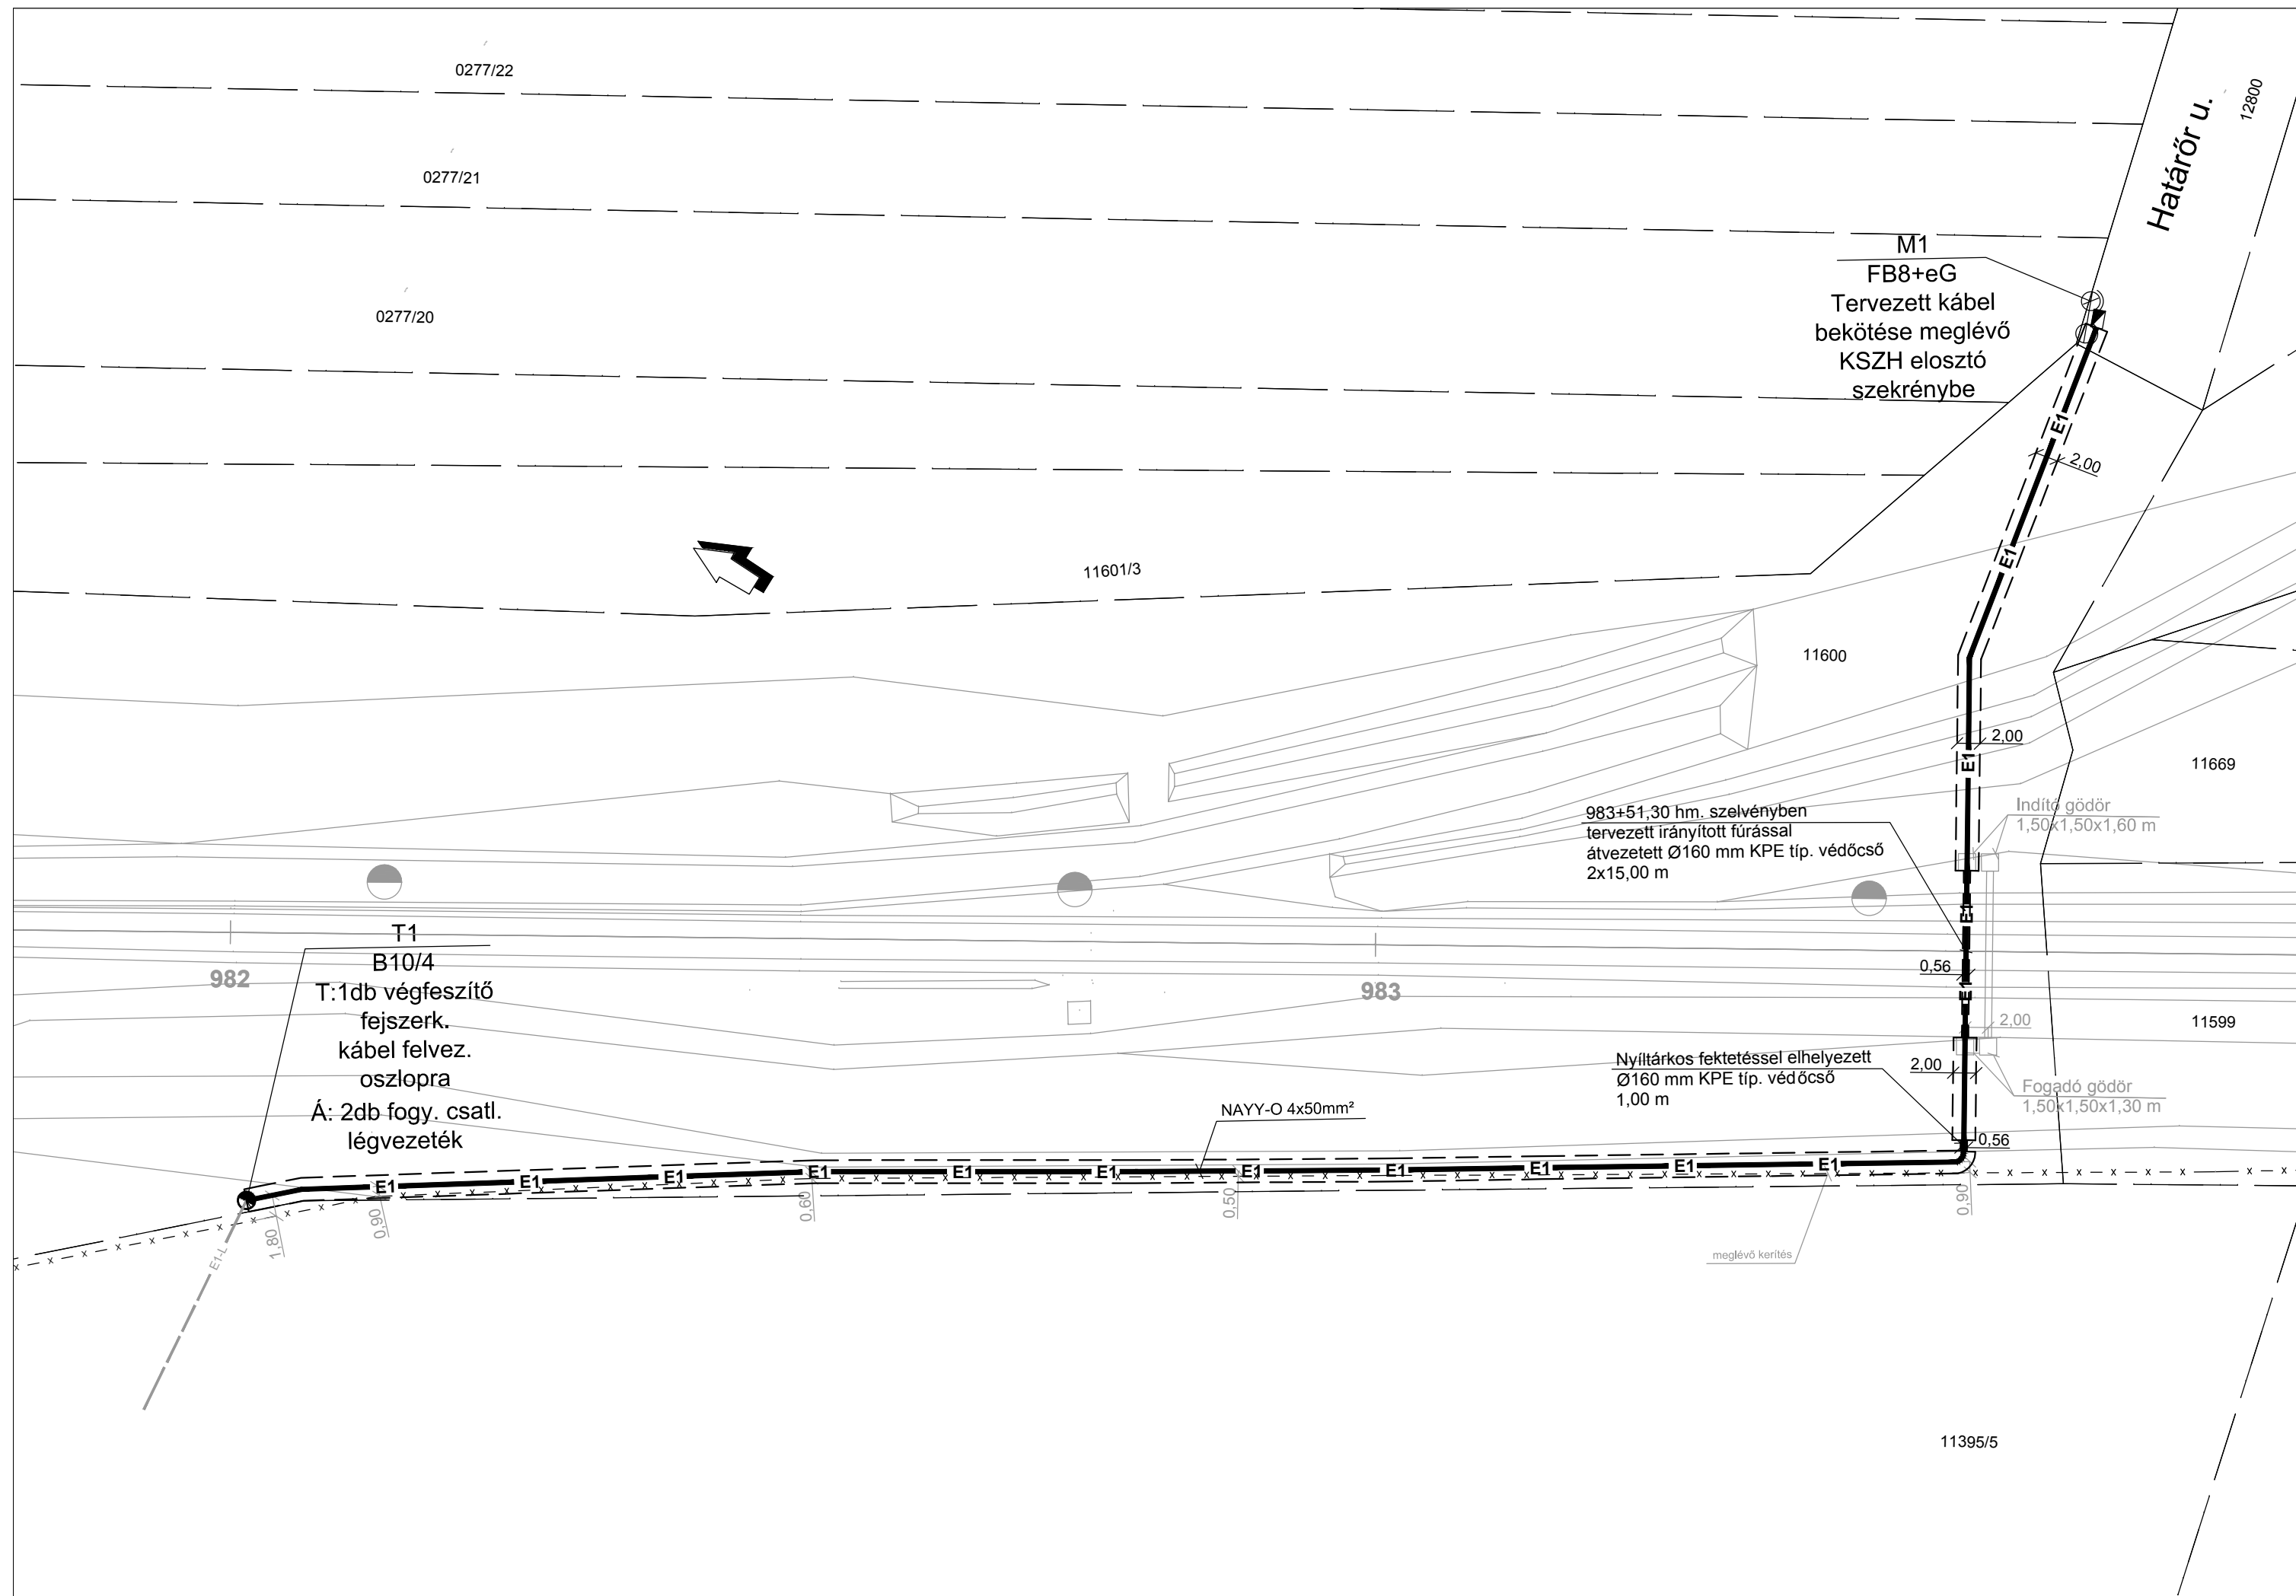 0277/22
0277/21
0277/20
Határőr u.
12800
M1
FB8+eG
Tervezett kábel
bekötése meglévő
KSZH elosztó
szekrénybe
E1
2,00
E1
11601/3
11600
2,00
E1
11669
983+51,30 hm. szelvényben
tervezett irányított fúrással
átvezetett Ø160 mm KPE típ. védőcső
2x15,00 m
Indító gödör
1,50x1,50x1,60 m
E1
0,56
E1
982
983
T1
B10/4
T:1db végfeszítő
fejszerk.
kábel felvez.
oszlopra
Á: 2db fogy. csatl.
légvezeték
2,00
11599
Nyíltárkos fektetéssel elhelyezett
Ø160 mm KPE típ. védőcső
1,00 m
2,00
Fogadó gödör
1,50x1,50x1,30 m
NAYY-O 4x50mm²
0,56
E1 E1 E1 E1 E1 E1 E1 E1 E1 E1 E1
1,80
0,90
0,60
0,50
0,90
E1-L
meglévő kerítés
11395/5